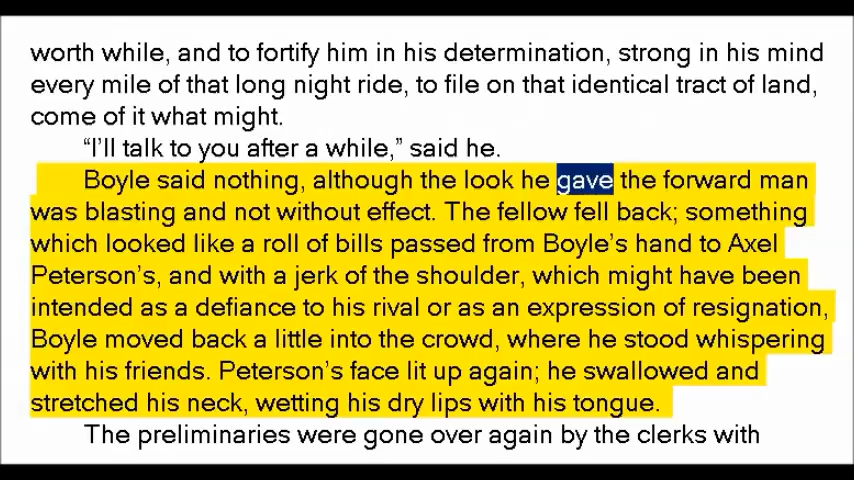 worth while, and to fortify him in his determination, strong in his mind
every mile of that long night ride, to file on that identical tract of land,
come of it what might.
“I’ll talk to you after a while,” said he.
Boyle said nothing, although the look he gave the forward man
was blasting and not without effect. The fellow fell back; something
which looked like a roll of bills passed from Boyle’s hand to Axel
Peterson’s, and with a jerk of the shoulder, which might have been
intended as a defiance to his rival or as an expression of resignation,
Boyle moved back a little into the crowd, where he stood whispering
with his friends. Peterson’s face lit up again; he swallowed and
stretched his neck, wetting his dry lips with his tongue.
The preliminaries were gone over again by the clerks with